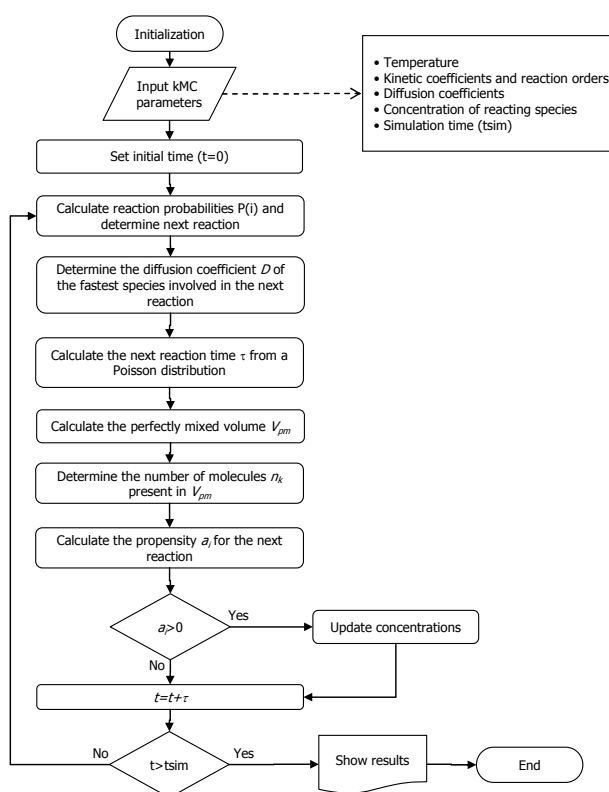 Initialization
Input kMC
parameters
• Temperature
• Kinetic coefficients and reaction orders
• Diffusion coefficients
• Concentration of reacting species
• Simulation time (tsim)
Set initial time (t=0)
Calculate reaction probabilities P(i) and
determine next reaction
Determine the diffusion coefficient D of
the fastest species involved in the next
reaction
Calculate the next reaction time τ from a
Poisson distribution
Calculate the perfectly mixed volume Vpm
Determine the number of molecules nk
present in Vpm
Calculate the propensity ai for the next
reaction
ai>0
Yes
Update concentrations
No
t=t+τ
No
t>tsim
Yes
Show results
End